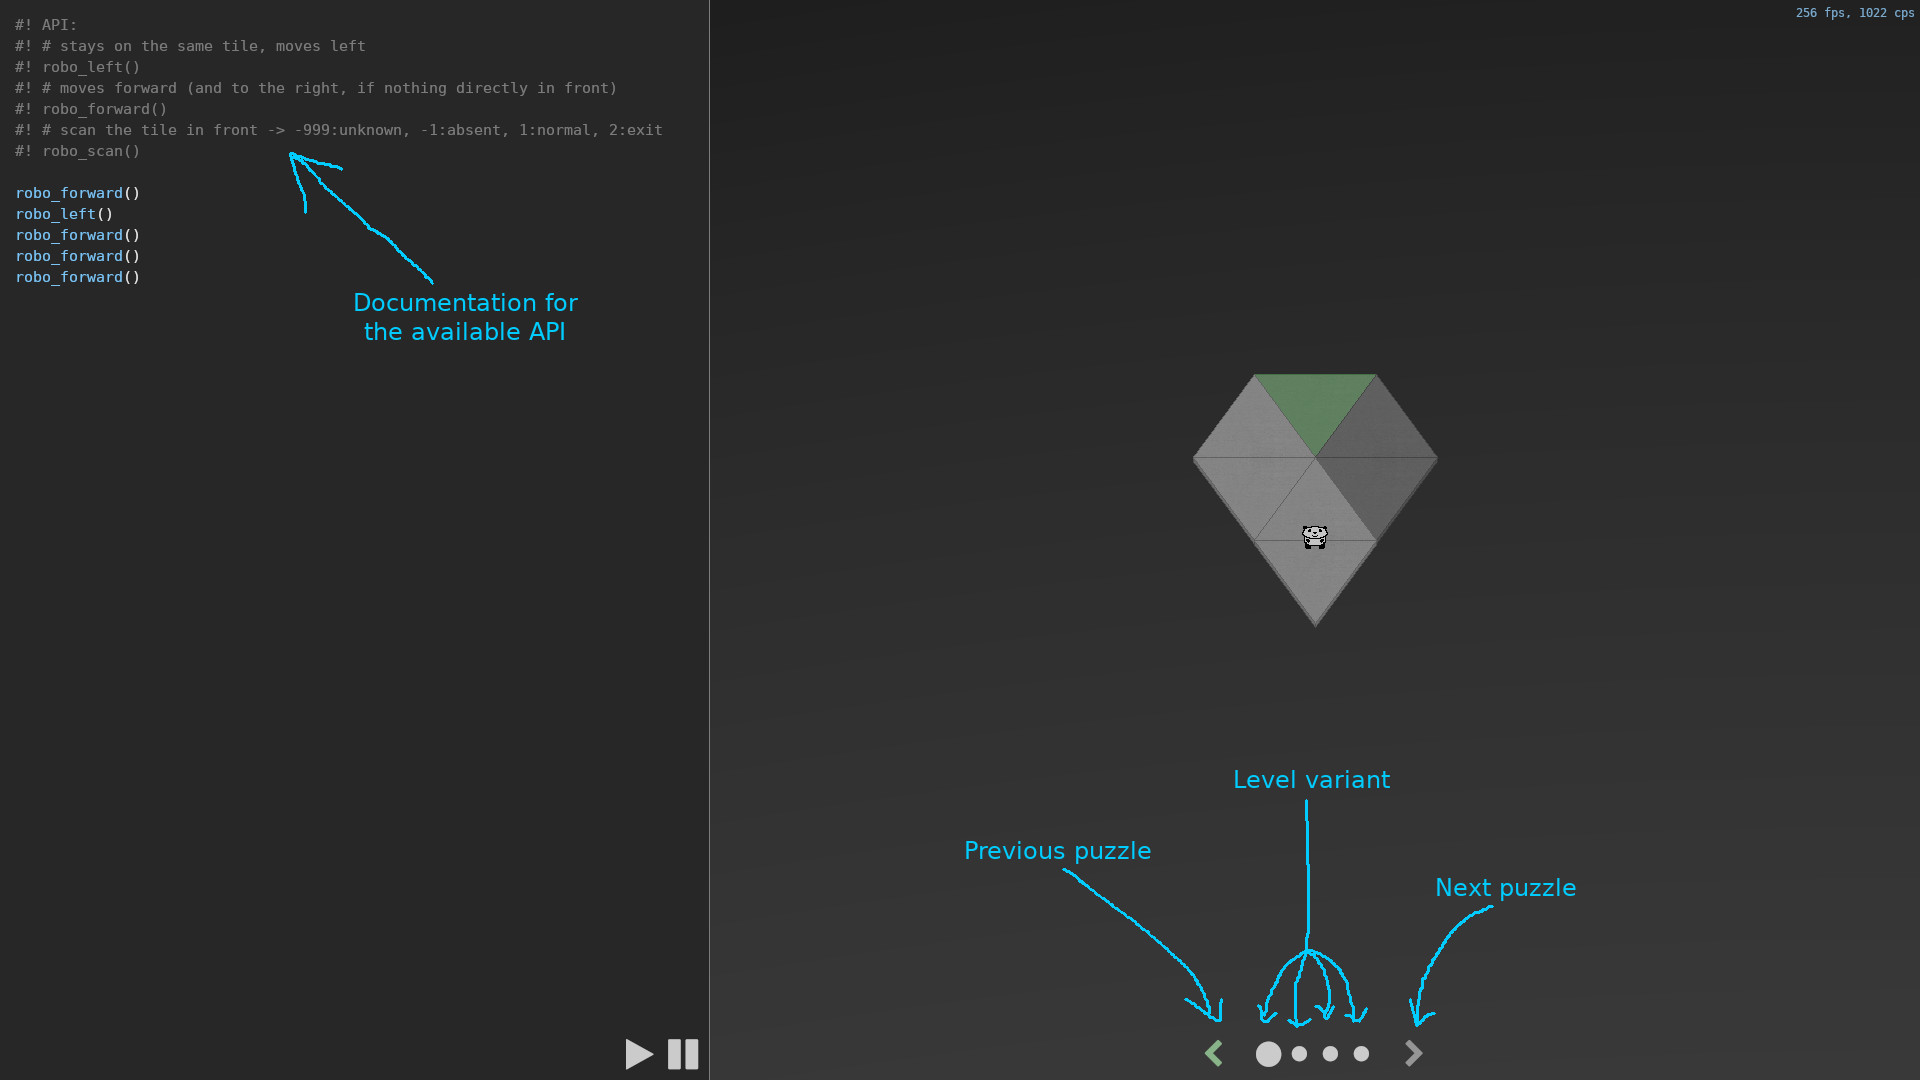 #! API:
#! # stays on the same tile, moves left
#! robo_left()
#! # moves forward (and to the right, if nothing directly in front)
#! robo_forward()
#! # scan the tile in front -> -999:unknown, -1:absent, 1:normal, 2:exit
#! robo_scan()
robo_forward()
robo_left()
robo_forward()
robo_forward()
robo_forward()
Documentation for
the available API
256 fps, 1022 cps
Level variant
Previous puzzle
Next puzzle